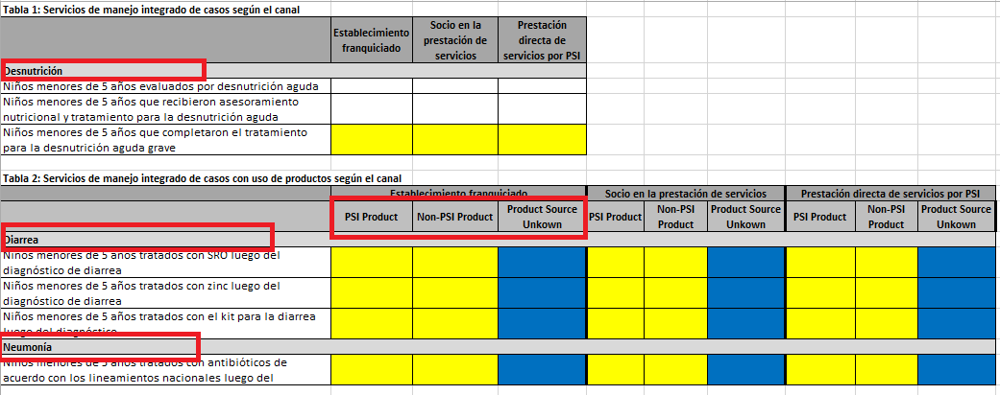 Tabla 1: Servicios de manejo integrado de casos según el canal
Establecimiento franquiciado
Socio en la prestación de servicios
Prestación directa de servicios por PSI
Desnutrición
Niños menores de 5 años evaluados por desnutrición aguda
Niños menores de 5 años que recibieron asesoramiento
nutricional y tratamiento para la desnutrición aguda
Niños menores de 5 años que completaron el tratamiento
para la desnutrición aguda grave
Tabla 2: Servicios de manejo integrado de casos con uso de productos según el canal
Establecimiento franquiciado
Socio en la prestación de servicios
Prestación directa de servicios por PSI
PSI Product
Non-PSI Product
Product Source Unkown
PSI Product
Non-PSI Product
Product Source Unkown
PSI Product
Non-PSI Product
Product Source Unkown
Diarrea
Niños menores de 5 años tratados con SRO luego del
diagnóstico de diarrea
Niños menores de 5 años tratados con zinc luego del
diagnóstico de diarrea
Niños menores de 5 años tratados con el kit para la diarrea
luego del diagnóstico
Neumonía
Niños menores de 5 años tratados con antibióticos de
acuerdo con los lineamientos nacionales luego del